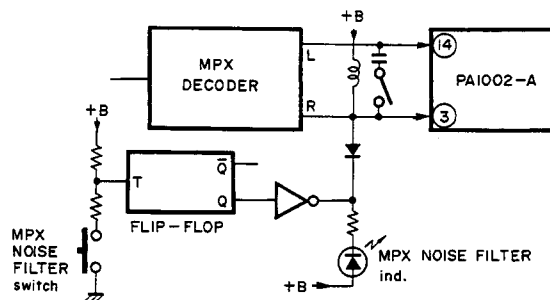 +B
MPX
DECODER
L
R
14
3
PA1002-A
+B
T
Q̅
Q
FLIP-FLOP
MPX
NOISE
FILTER
switch
MPX NOISE FILTER
ind.
+B